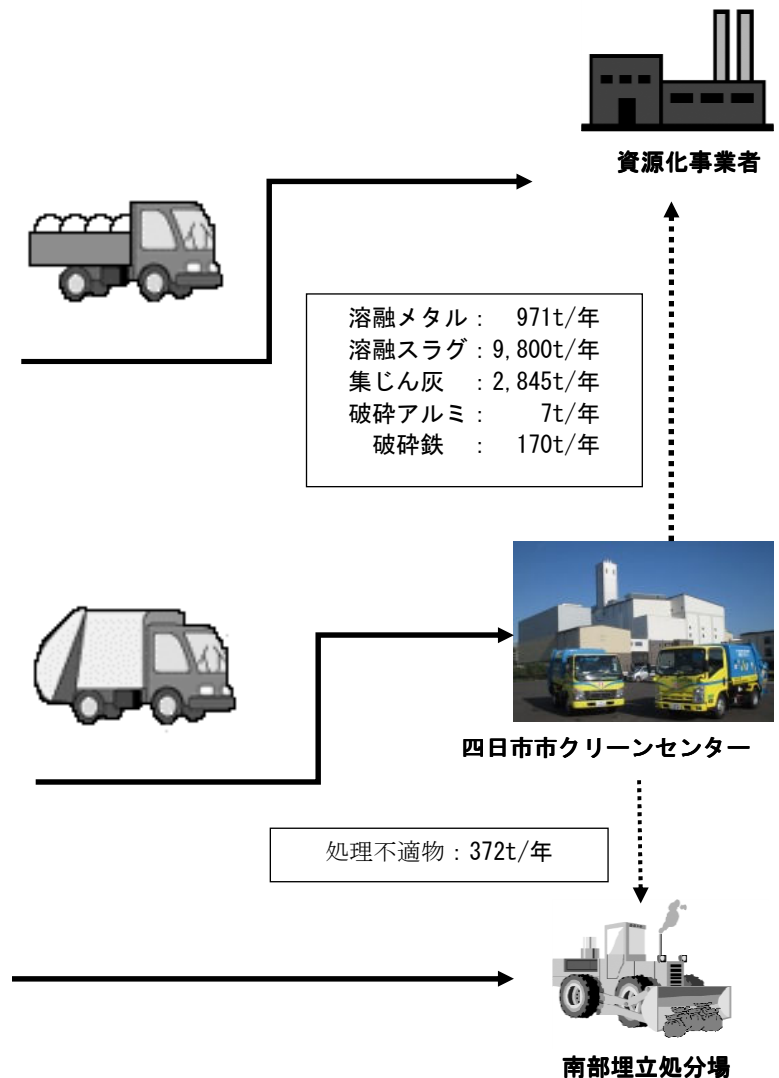 資源化事業者
溶融メタル： 971t/年
溶融スラグ：9,800t/年
集じん灰 ：2,845t/年
破砕アルミ： 7t/年
破砕鉄 ： 170t/年
四日市市クリーンセンター
処理不適物：372t/年
南部埋立処分場